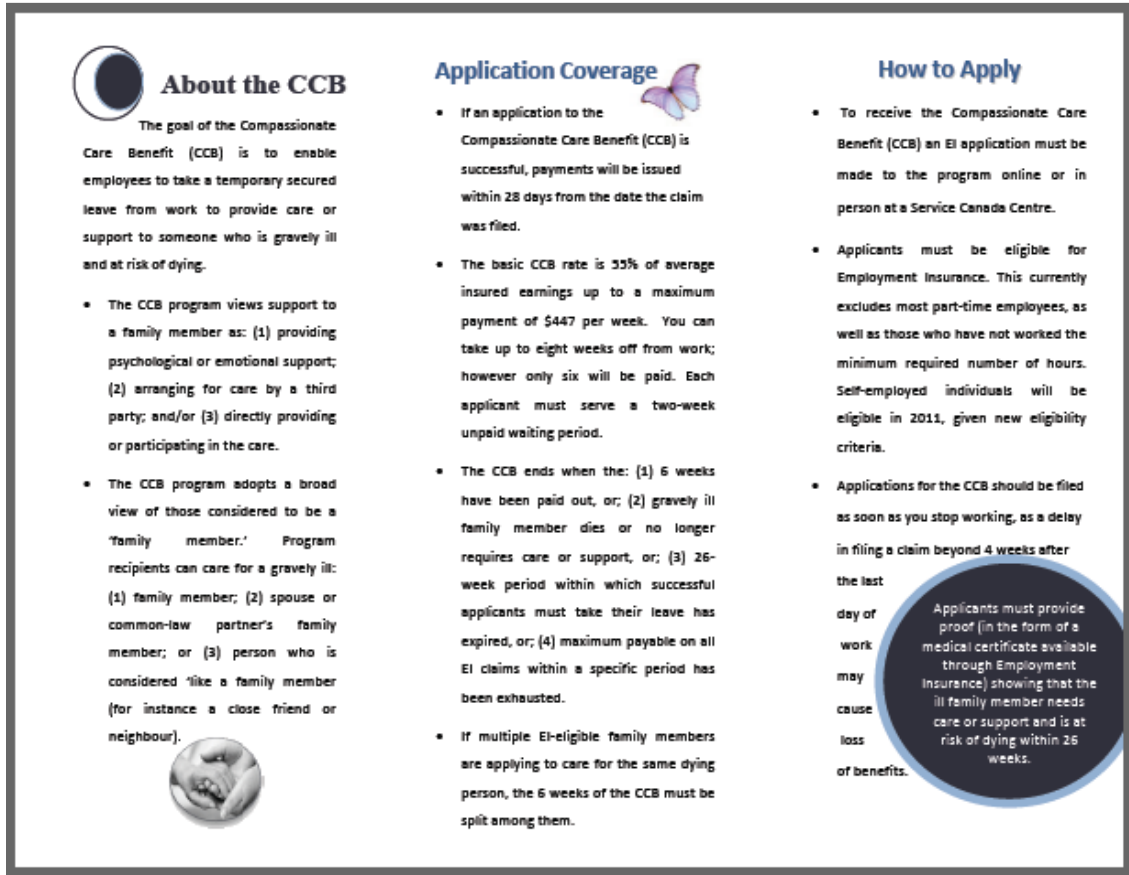 About the CCB
The goal of the Compassionate
Care Benefit (CCB) is to enable
employees to take a temporary secured
leave from work to provide care or
support to someone who is gravely ill
and at risk of dying.
• The CCB program views support to
a family member as: (1) providing
psychological or emotional support;
(2) arranging for care by a third
party; and/or (3) directly providing
or participating in the care.
• The CCB program adopts a broad
view of those considered to be a
‘family member.’ Program
recipients can care for a gravely ill:
(1) family member; (2) spouse or
common-law partner’s family
member; or (3) person who is
considered ‘like a family member
(for instance a close friend or
neighbour).
Application Coverage
• If an application to the
Compassionate Care Benefit (CCB) is
successful, payments will be issued
within 28 days from the date the claim
was filed.
• The basic CCB rate is 55% of average
insured earnings up to a maximum
payment of $447 per week. You can
take up to eight weeks off from work;
however only six will be paid. Each
applicant must serve a two-week
unpaid waiting period.
• The CCB ends when the: (1) 6 weeks
have been paid out, or; (2) gravely ill
family member dies or no longer
requires care or support, or; (3) 26-
week period within which successful
applicants must take their leave has
expired, or; (4) maximum payable on all
EI claims within a specific period has
been exhausted.
• If multiple EI-eligible family members
are applying to care for the same dying
person, the 6 weeks of the CCB must be
split among them.
How to Apply
• To receive the Compassionate Care
Benefit (CCB) an EI application must be
made to the program online or in
person at a Service Canada Centre.
• Applicants must be eligible for
Employment Insurance. This currently
excludes most part-time employees, as
well as those who have not worked the
minimum required number of hours.
Self-employed individuals will be
eligible in 2011, given new eligibility
criteria.
• Applications for the CCB should be filed
as soon as you stop working, as a delay
in filing a claim beyond 4 weeks after
the last
day of
work
may
cause
loss
of benefits.
Applicants must provide
proof (in the form of a
medical certificate available
through Employment
Insurance) showing that the
ill family member needs
care or support and is at
risk of dying within 26
weeks.